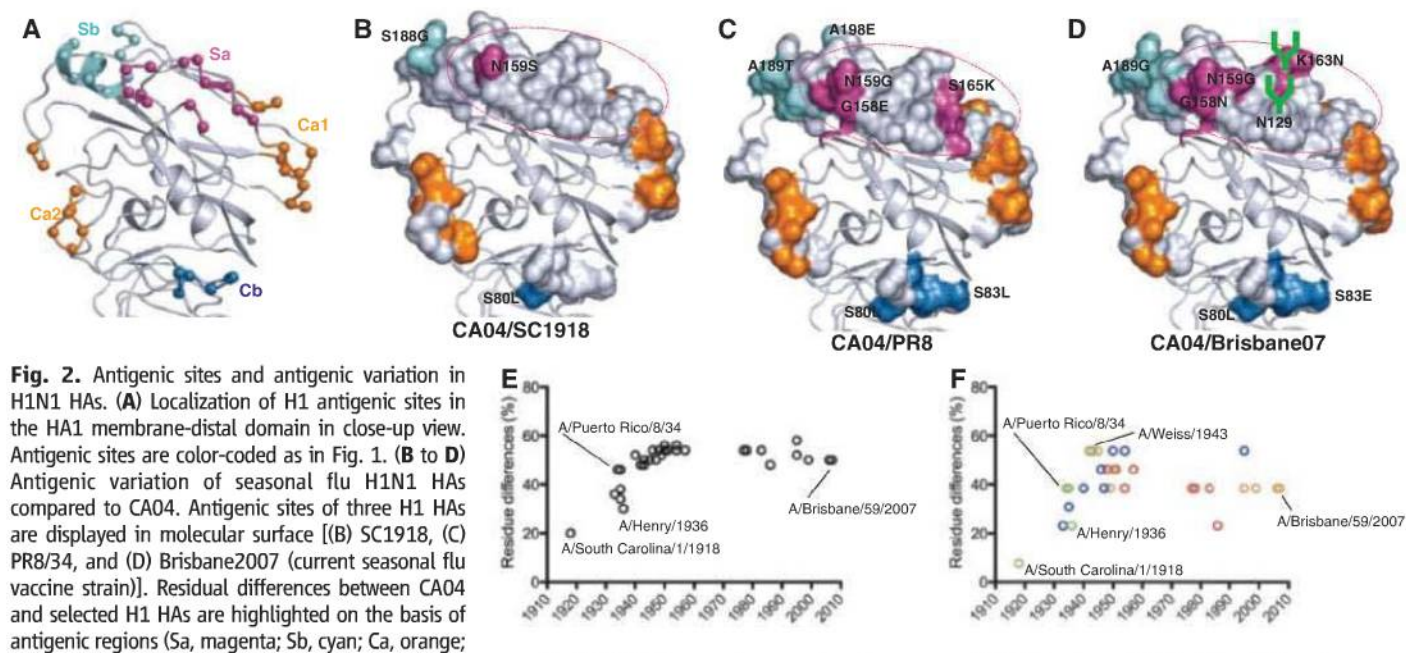 A
Sb
Sa
Ca1
Ca2
Cb
B
S188G
N159S
S80L
CA04/SC1918
C
A198E
A189T
N159G
G158E
S165K
S80L
S83L
CA04/PR8
D
A189G
N159G
K163N
G158N
N129
S80L
S83E
CA04/Brisbane07
Fig. 2. Antigenic sites and antigenic variation in
H1N1 HAs. (A) Localization of H1 antigenic sites in
the HA1 membrane-distal domain in close-up view.
Antigenic sites are color-coded as in Fig. 1. (B to D)
Antigenic variation of seasonal flu H1N1 HAs
compared to CA04. Antigenic sites of three H1 HAs
are displayed in molecular surface [(B) SC1918, (C)
PR8/34, and (D) Brisbane2007 (current seasonal flu
vaccine strain)]. Residual differences between CA04
and selected H1 HAs are highlighted on the basis of
antigenic regions (Sa, magenta; Sb, cyan; Ca, orange;
E
Residue differences (%)
80
60
40
20
0
A/Puerto Rico/8/34
A/Henry/1936
A/South Carolina/1/1918
A/Brisbane/59/2007
1910 1920 1930 1940 1950 1960 1970 1980 1990 2000 2010
F
Residue differences (%)
80
60
40
20
0
A/Puerto Rico/8/34
A/Weiss/1943
A/Henry/1936
A/Brisbane/59/2007
A/South Carolina/1/1918
1910 1920 1930 1940 1950 1960 1970 1980 1990 2000 2010